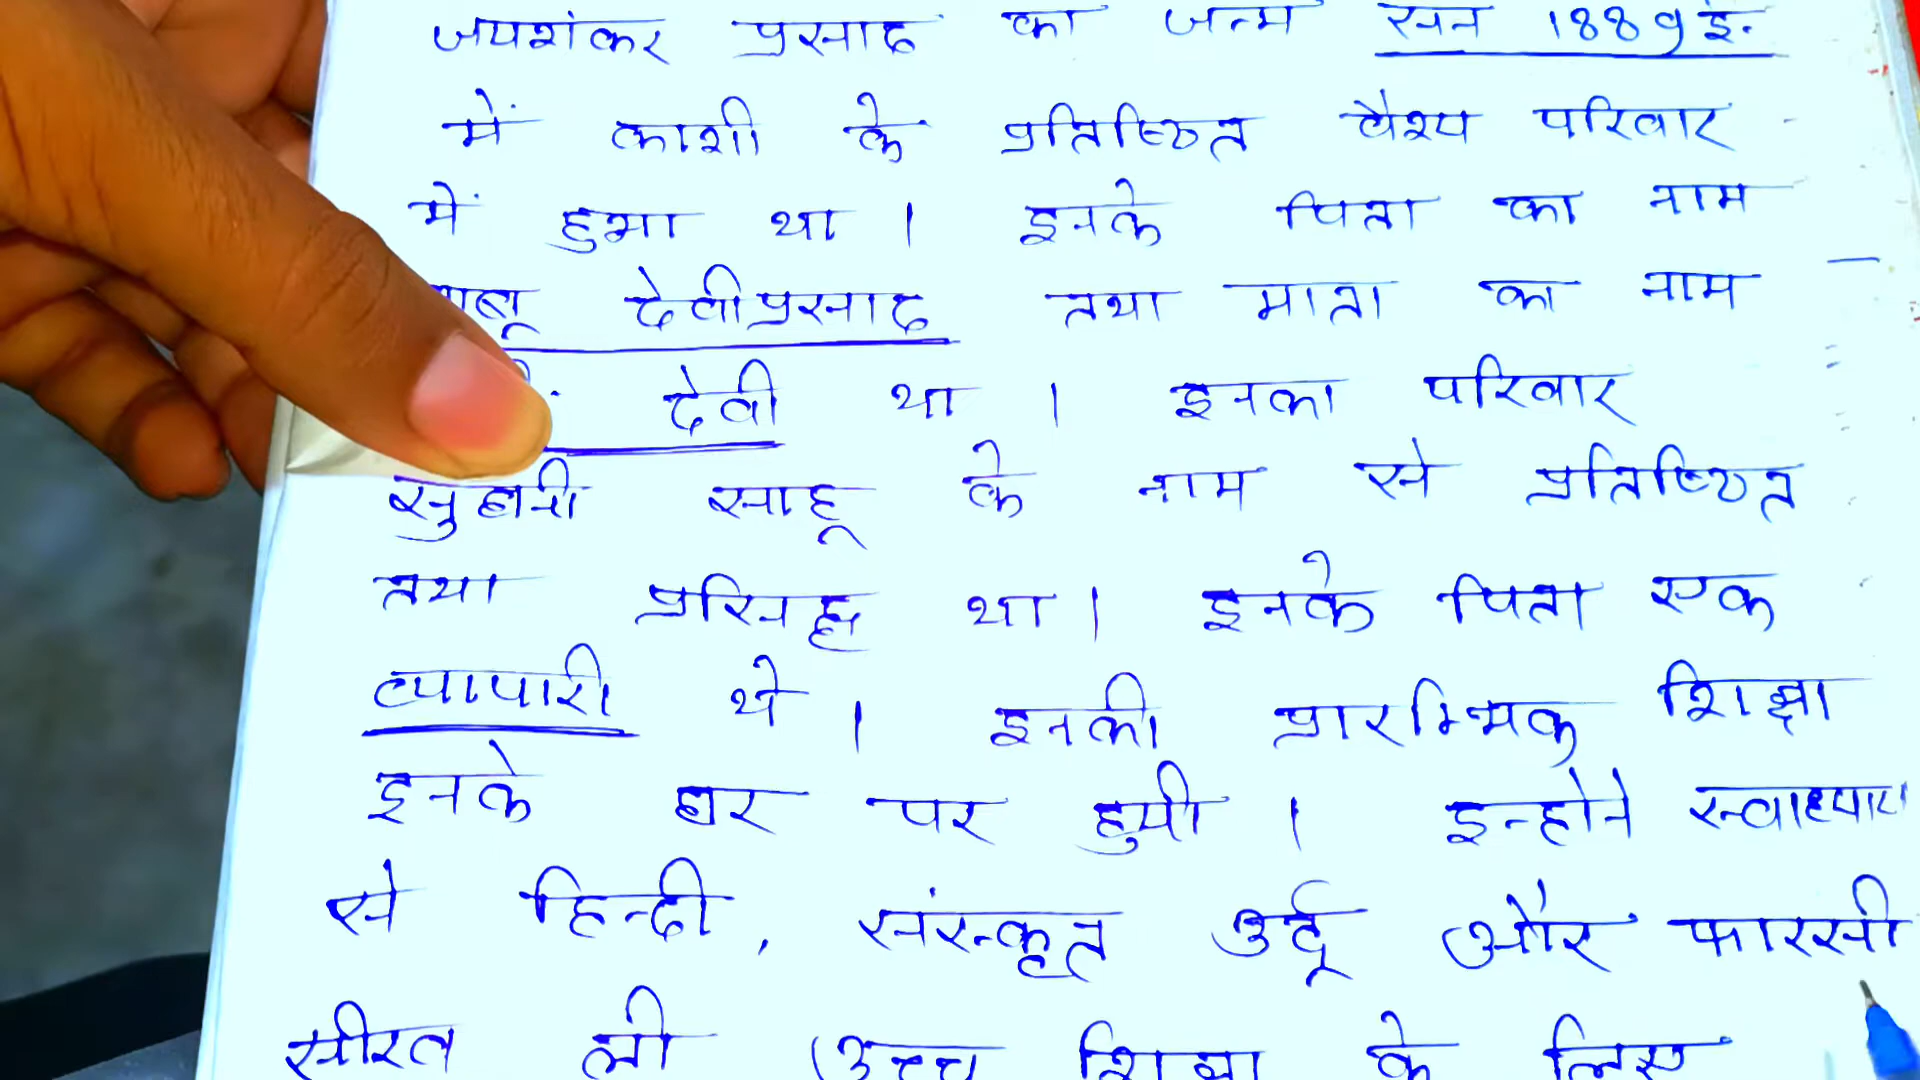 जयशंकर प्रसाद का जन्म सन 1889 ई.
में काशी के प्रतिष्ठित वैश्य परिवार
में हुआ था । इनके पिता का नाम
देवीप्रसाद तथा माता का नाम
देवी था । इनका परिवार
सुघनी साहू के नाम से प्रतिष्ठित
तथा प्रसिद्ध था । इनके पिता एक
व्यापारी थे । इनकी प्रारम्भिक शिक्षा
इनके घर पर हुयी । इन्होने स्वाध्याय
से हिन्दी, संस्कृत उर्दू और फारसी
सीख ली उच्च शिक्षा के लिए